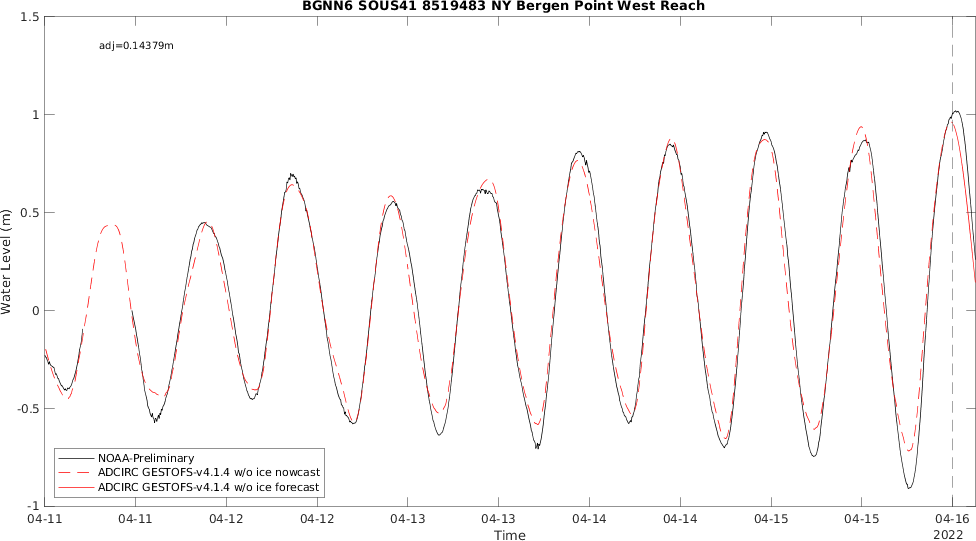 BGNN6 SOUS41 8519483 NY Bergen Point West Reach
1.5
adj=0.14379m
1
0.5
Water Level (m)
0
-0.5
NOAA-Preliminary
ADCIRC GESTOFS-v4.1.4 w/o ice nowcast
ADCIRC GESTOFS-v4.1.4 w/o ice forecast
-1
04-11 04-11 04-12 04-12 04-13 04-13 04-14 04-14 04-15 04-15 04-16
Time 2022